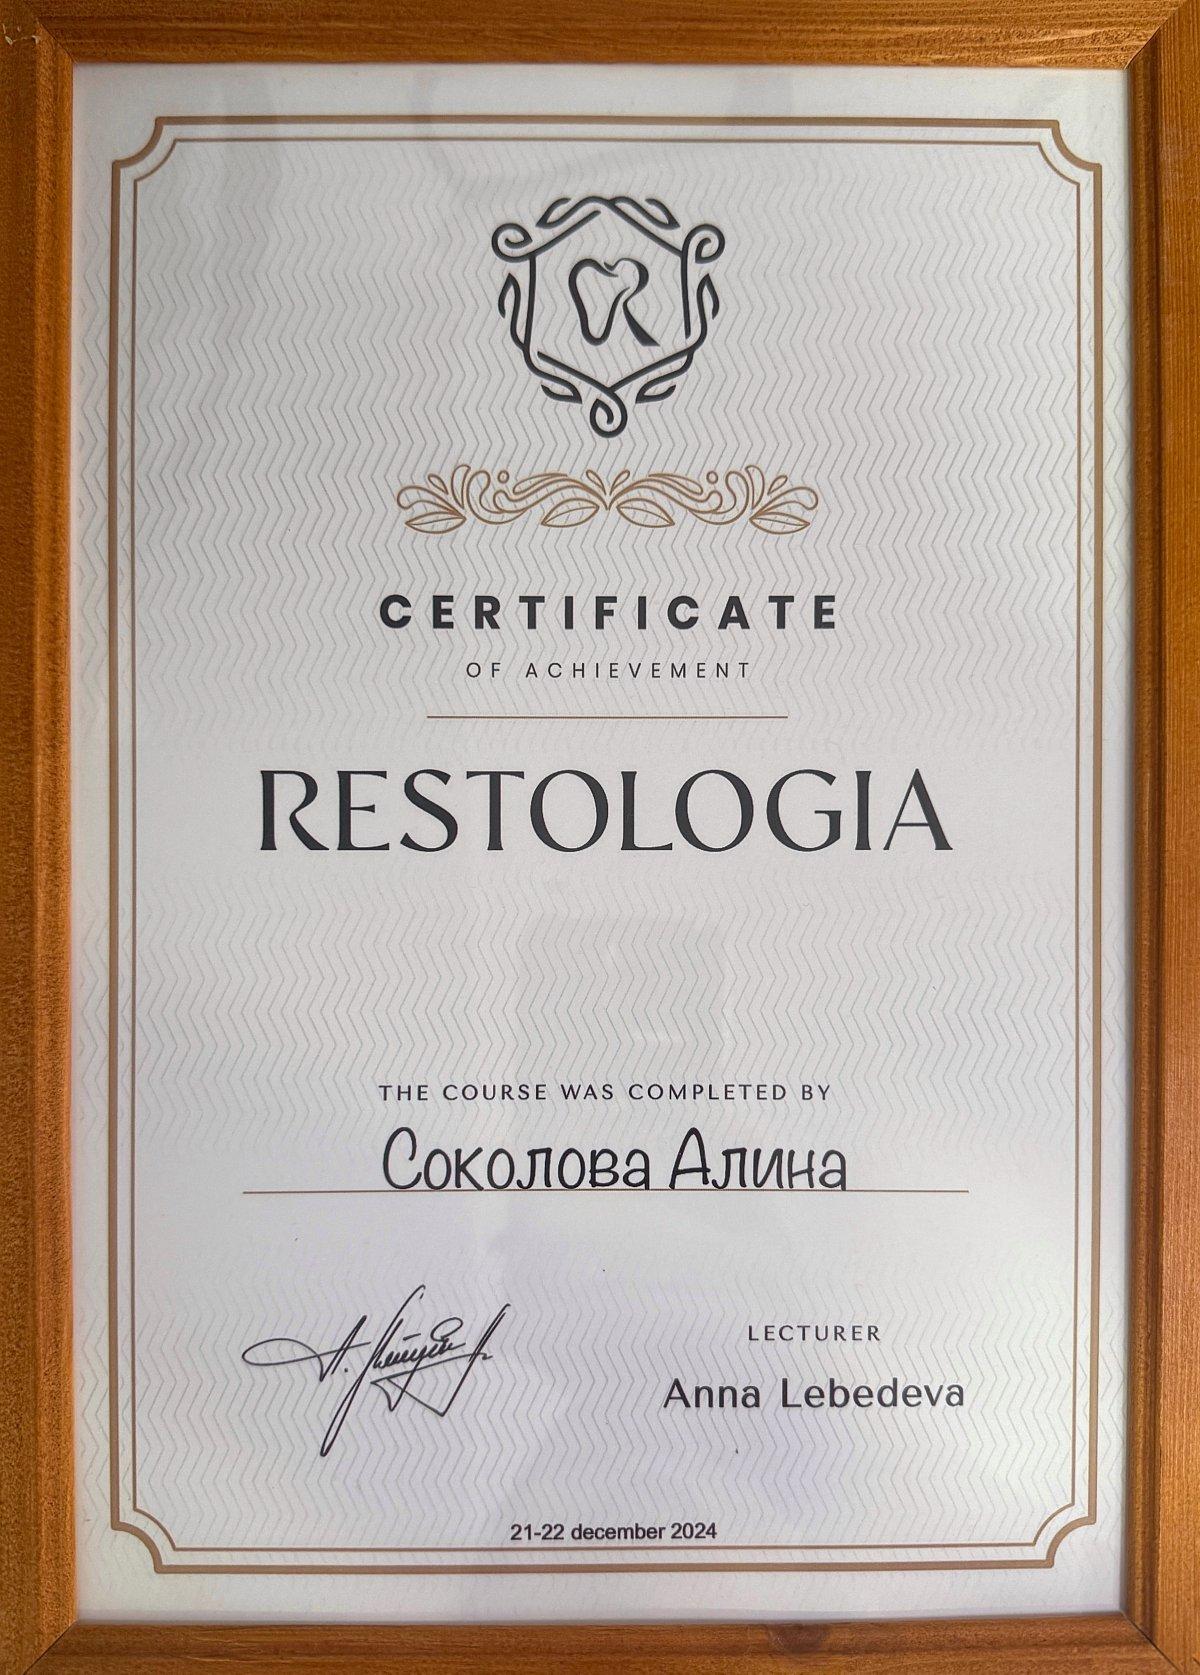 CERTIFICATE
OF ACHIEVEMENT
RESTOLOGIA
THE COURSE WAS COMPLETED BY
Соколова Алина
LECTURER
Anna Lebedeva
21-22 december 2024